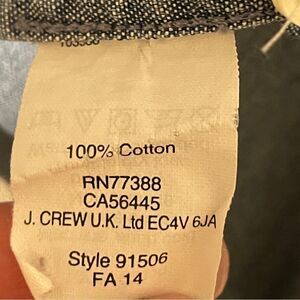 100% Cotton
RN77388
CA56445
J. CREW U.K. Ltd EC4V 6JA
Style 91506
FA 14